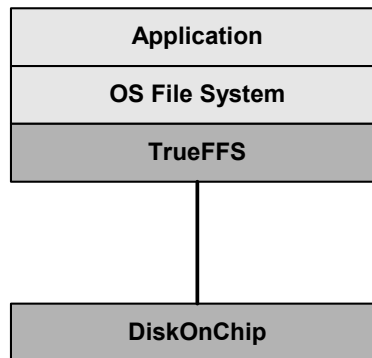 Application
OS File System
TrueFFS
DiskOnChip